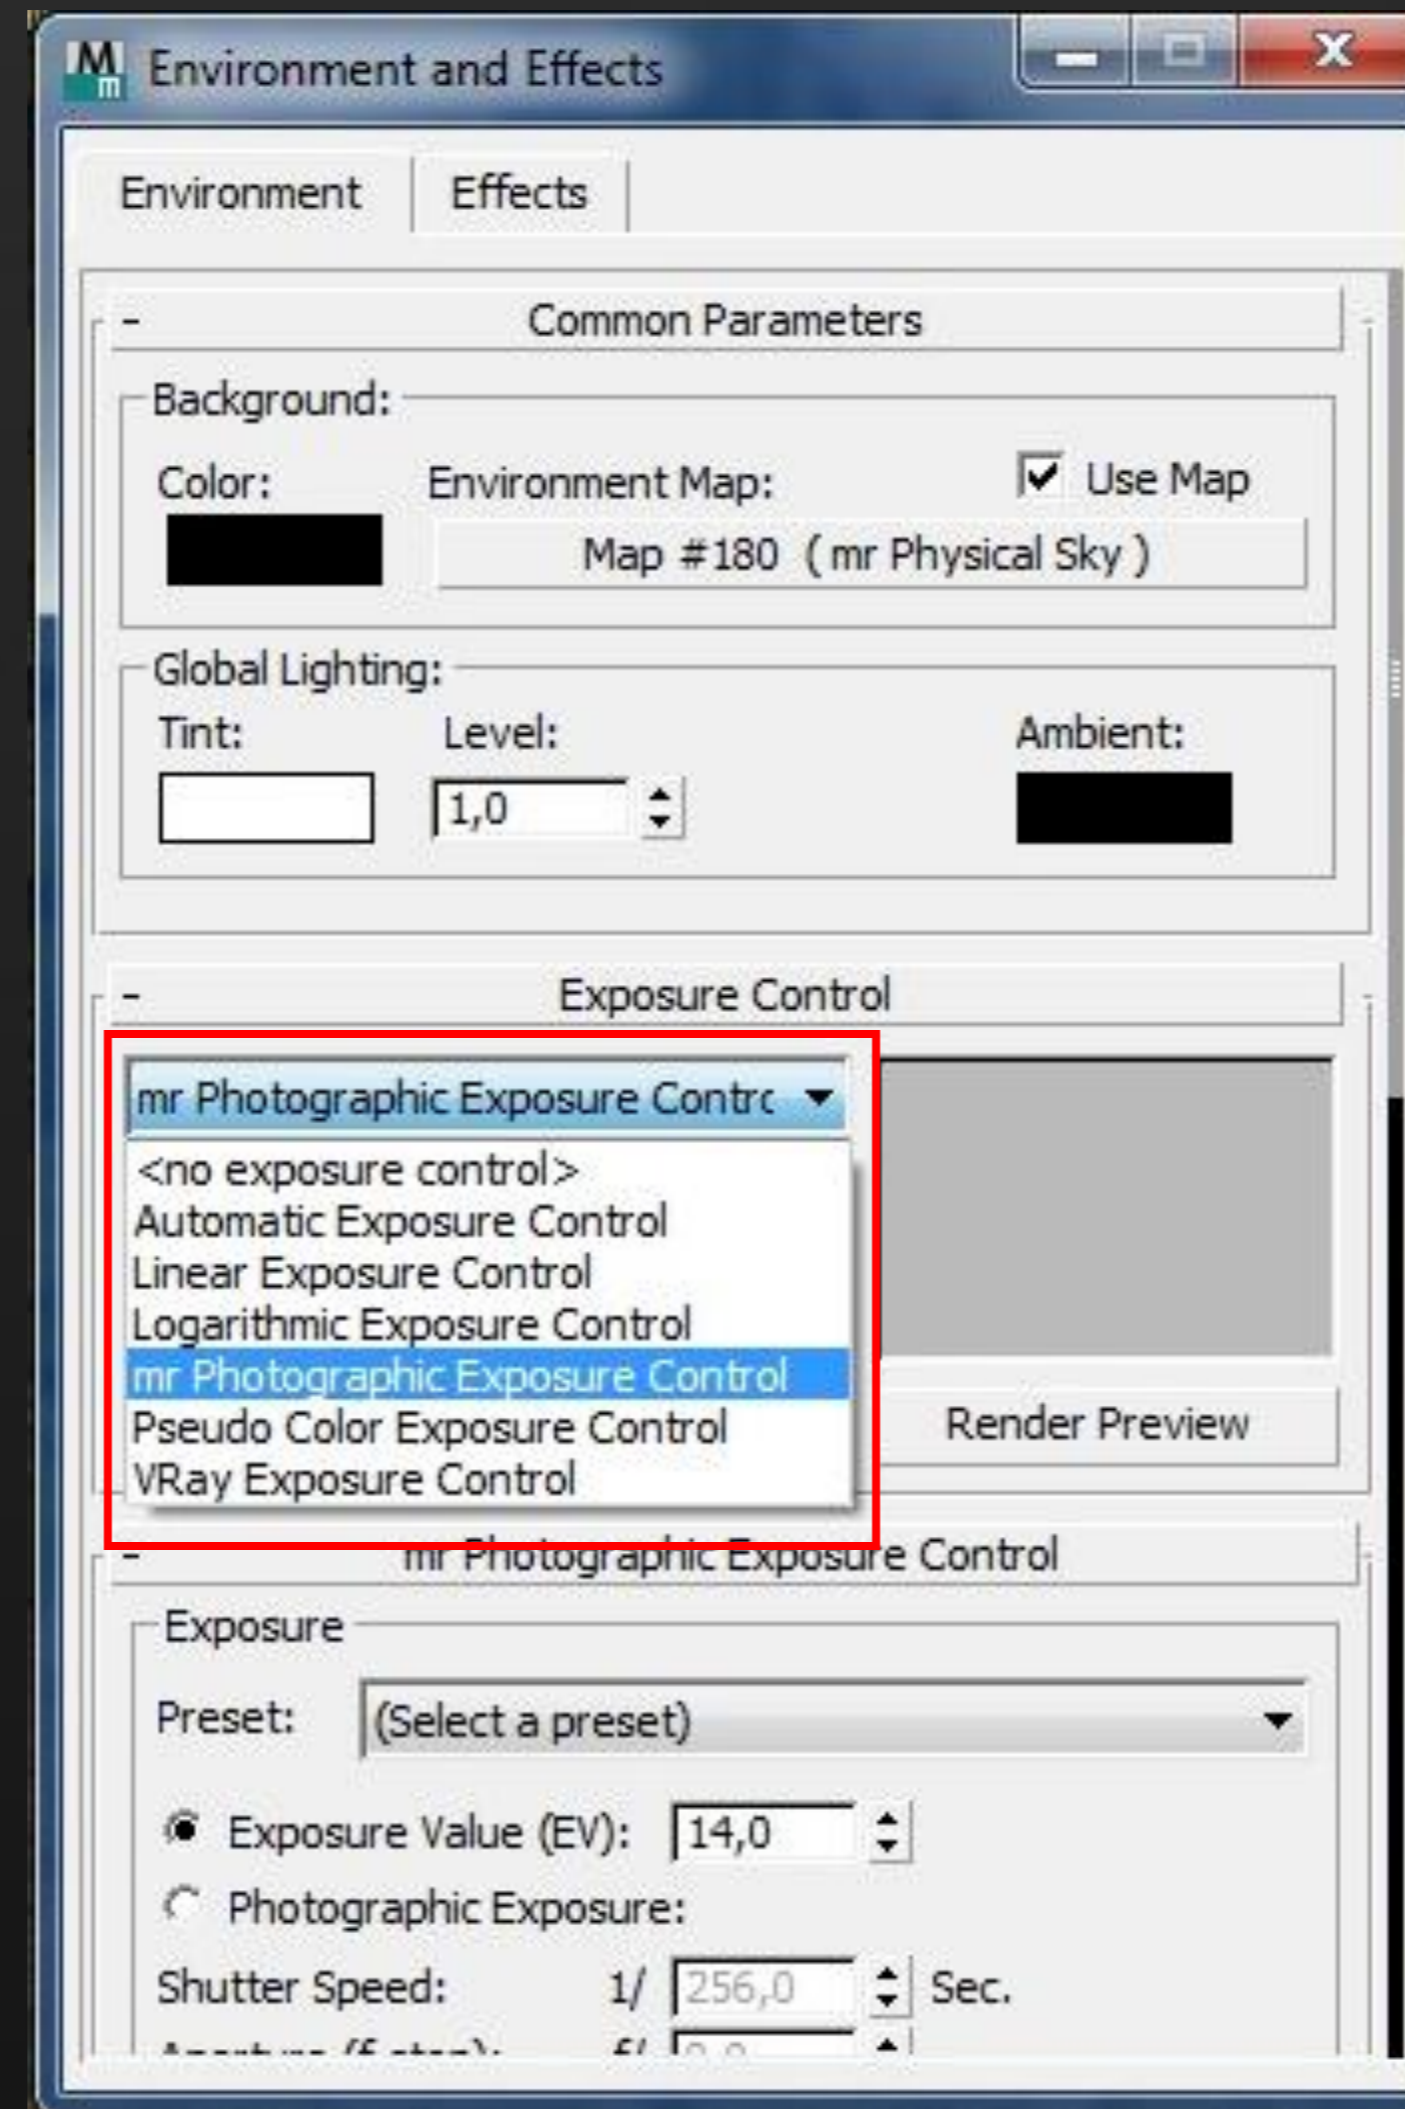 Mm Environment and Effects
Environment Effects
- Common Parameters
Background:
Color: Environment Map: Use Map
Map #180 ( mr Physical Sky )
Global Lighting:
Tint: Level: Ambient:
1,0
- Exposure Control
mr Photographic Exposure Contrc
<no exposure control>
Automatic Exposure Control
Linear Exposure Control
Logarithmic Exposure Control
mr Photographic Exposure Control
Pseudo Color Exposure Control
Render Preview
VRay Exposure Control
- mr Photographic Exposure Control
Exposure
Preset: (Select a preset)
Exposure Value (EV): 14,0
Photographic Exposure:
Shutter Speed: 1/ 256,0 Sec.